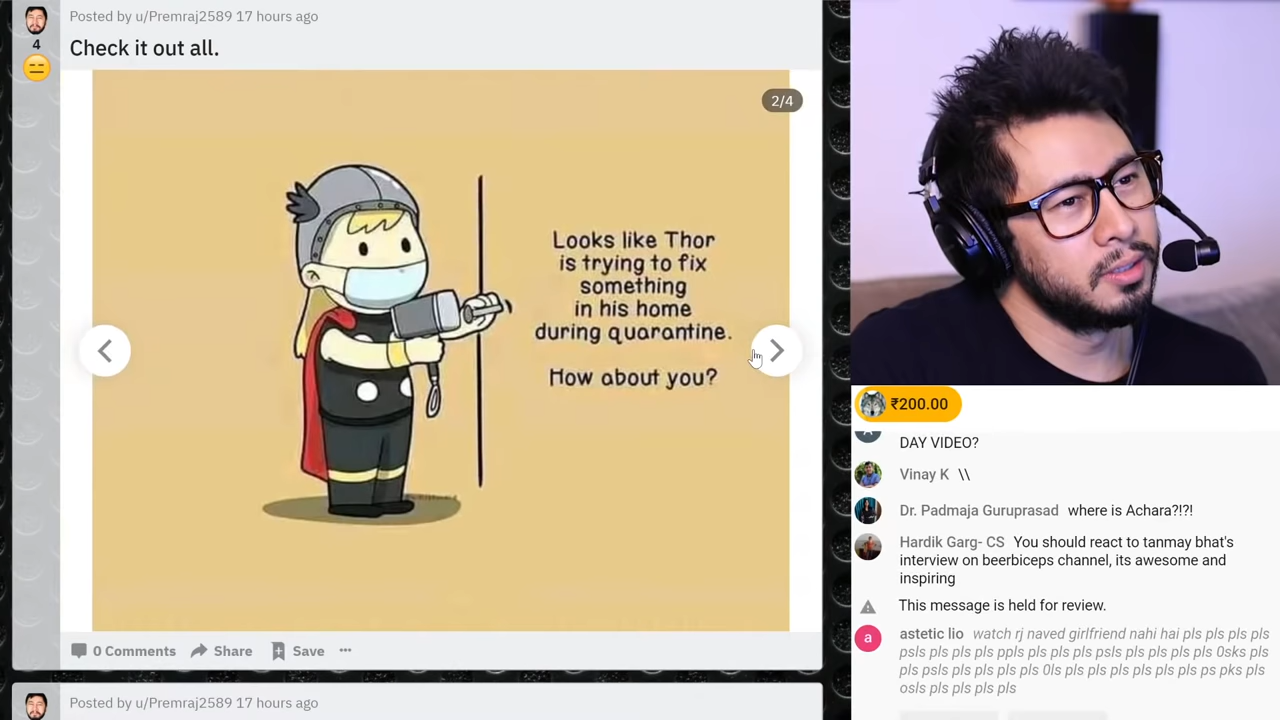 Posted by u/Premraj2589 17 hours ago
4
Check it out all.
2/4
Looks like Thor
is trying to fix
something
in his home
during quarantine.
How about you?
0 Comments
Share
Save
Posted by u/Premraj2589 17 hours ago
₹200.00
DAY VIDEO?
Vinay K \\
Dr. Padmaja Guruprasad where is Achara?!?!
Hardik Garg- CS You should react to tanmay bhat's
interview on beerbiceps channel, its awesome and
inspiring
This message is held for review.
a
astetic lio watch rj naved girlfriend nahi hai pls pls pls pls
psls pls pls pls ppls pls pls pls psls pls pls pls pls 0sks pls
pls psls pls pls pls pls pls 0ls pls pls pls pls pls ps pks pls
osls pls pls pls pls